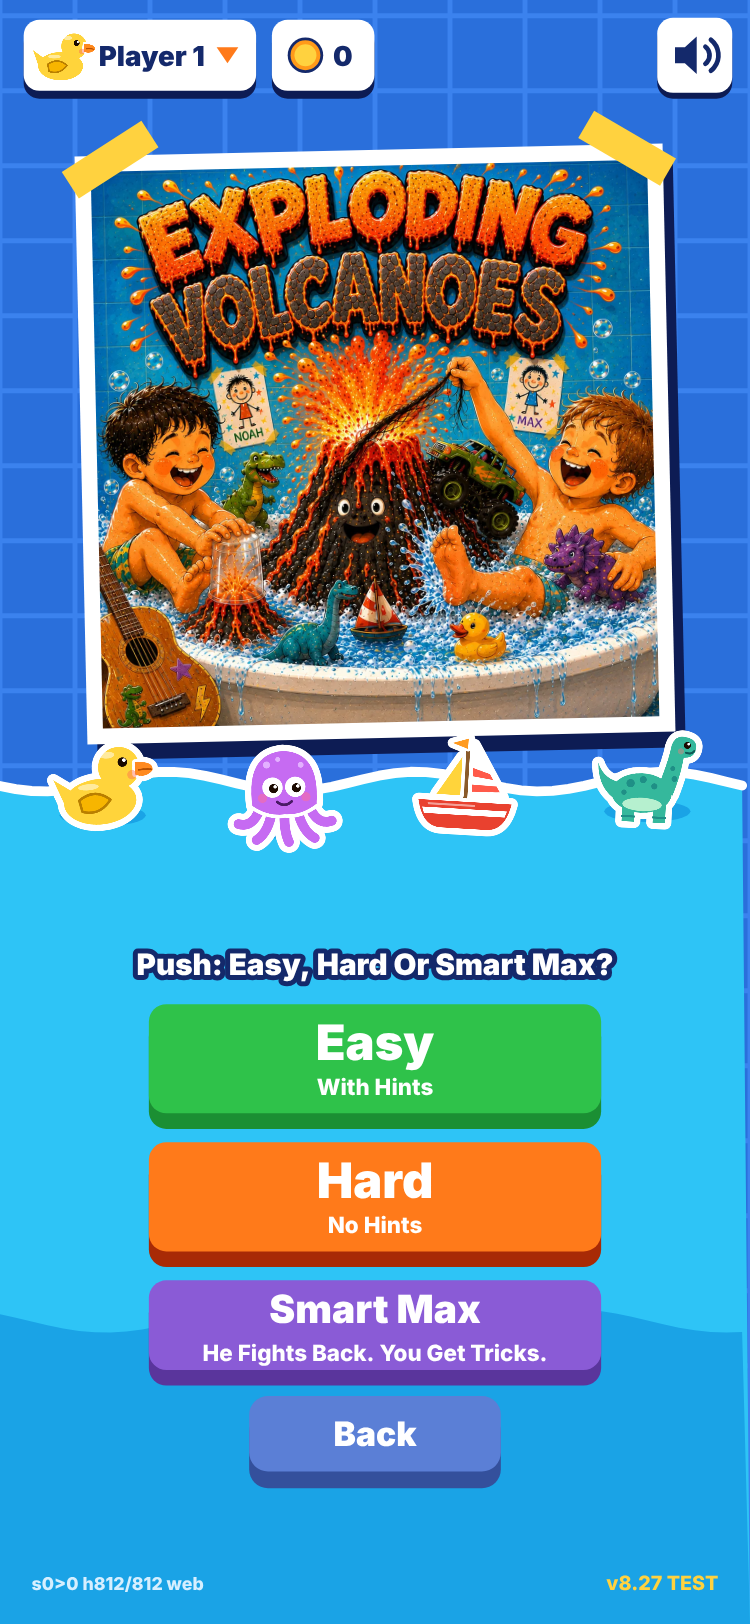 Player 1
0
EXPLODING
VOLCANOES
NOAH
MAX
Push: Easy, Hard Or Smart Max?
Easy
With Hints
Hard
No Hints
Smart Max
He Fights Back. You Get Tricks.
Back
s0>0 h812/812 web
v8.27 TEST